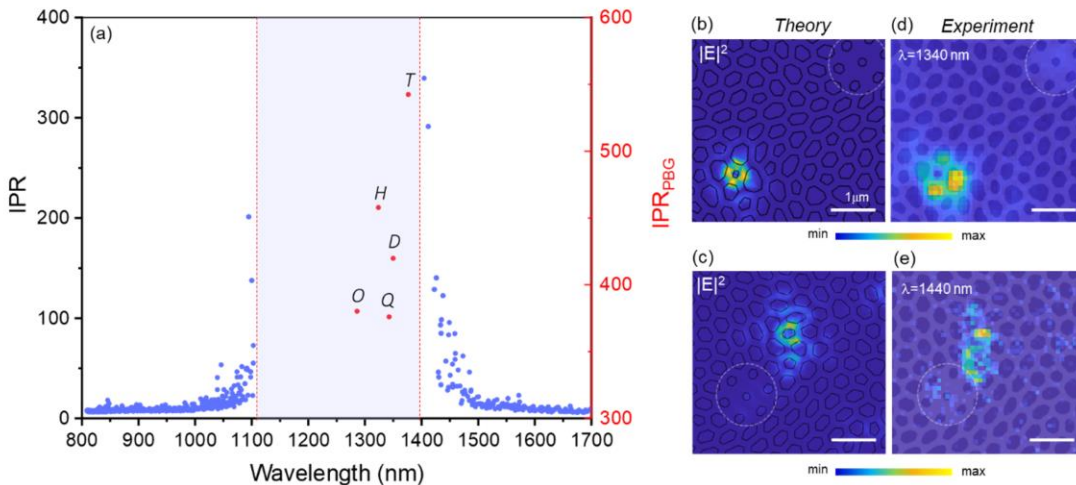 (a)
IPR
400
300
200
100
0
T
H
D
O
Q
600
500
400
300
IPR_PBG
800 900 1000 1100 1200 1300 1400 1500 1600 1700
Wavelength (nm)
Theory
Experiment
(b)
|E|²
1μm
(d)
λ=1340 nm
min max
(c)
|E|²
(e)
λ=1440 nm
min max